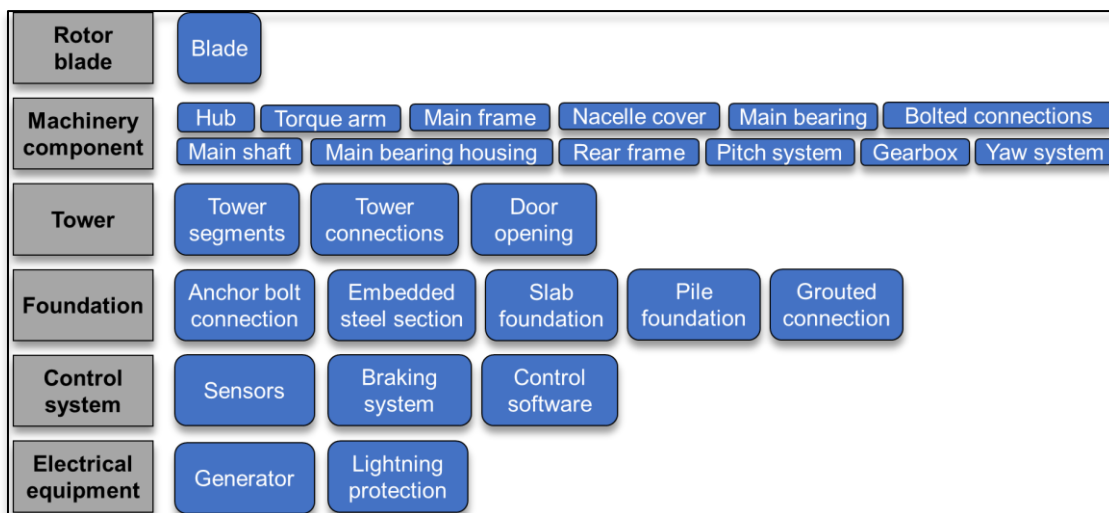 Rotor
blade
Blade
Machinery
component
Hub
Torque arm
Main frame
Nacelle cover
Main bearing
Bolted connections
Main shaft
Main bearing housing
Rear frame
Pitch system
Gearbox
Yaw system
Tower
Tower
segments
Tower
connections
Door
opening
Foundation
Anchor bolt
connection
Embedded
steel section
Slab
foundation
Pile
foundation
Grouted
connection
Control
system
Sensors
Braking
system
Control
software
Electrical
equipment
Generator
Lightning
protection